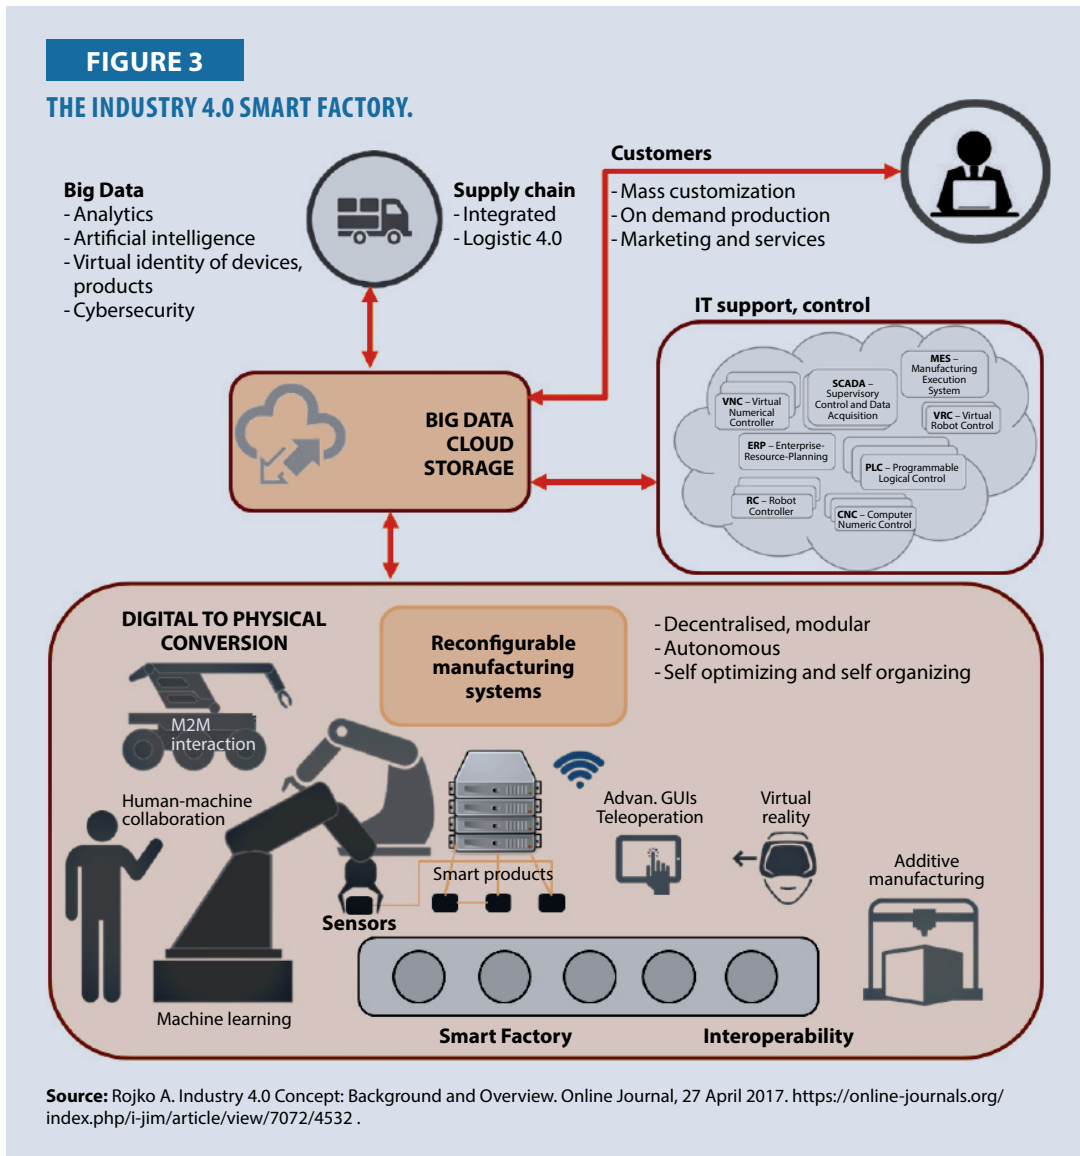 FIGURE 3
THE INDUSTRY 4.0 SMART FACTORY.
Big Data
- Analytics
- Artificial intelligence
- Virtual identity of devices,
products
- Cybersecurity
Supply chain
- Integrated
- Logistic 4.0
Customers
- Mass customization
- On demand production
- Marketing and services
IT support, control
MES –
Manufacturing
Execution
System
SCADA –
Supervisory
Control and Data
Acquisition
VNC – Virtual
Numerical
Controller
VRC – Virtual
Robot Control
ERP – Enterprise-
Resource-Planning
PLC – Programmable
Logical Control
RC – Robot
Controller
CNC – Computer
Numeric Control
BIG DATA
CLOUD
STORAGE
DIGITAL TO PHYSICAL
CONVERSION
Reconfigurable
manufacturing
systems
- Decentralised, modular
- Autonomous
- Self optimizing and self organizing
M2M
interaction
Human-machine
collaboration
Smart products
Advan. GUIs
Teleoperation
Virtual
reality
Additive
manufacturing
Sensors
Machine learning
Smart Factory
Interoperability
Source: Rojko A. Industry 4.0 Concept: Background and Overview. Online Journal, 27 April 2017. https://online-journals.org/
index.php/i-jim/article/view/7072/4532 .